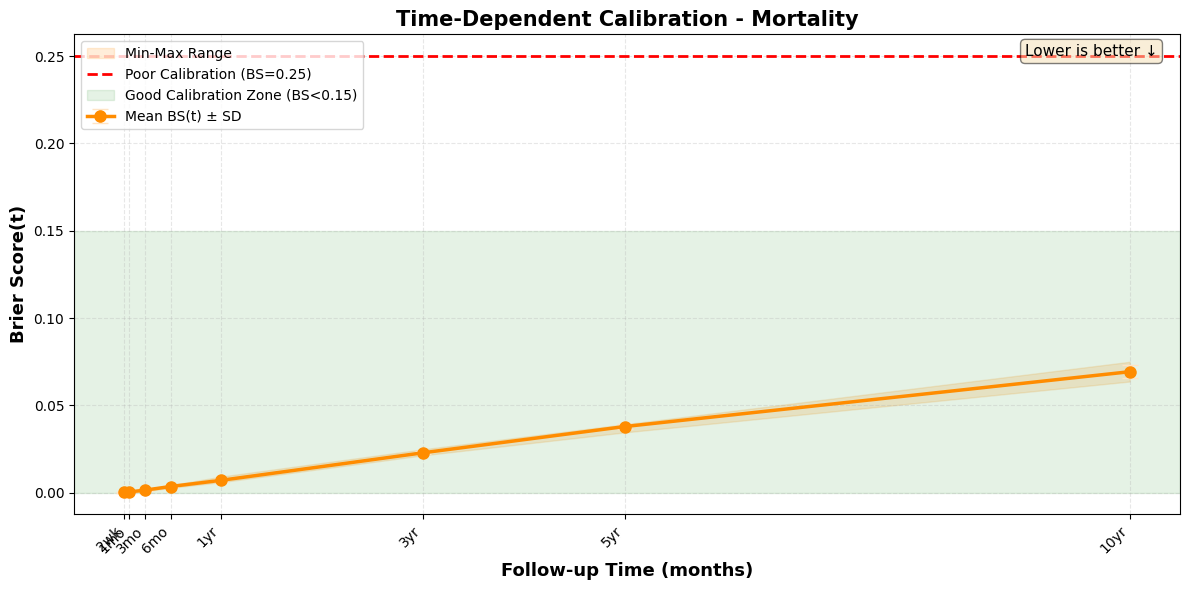 Time-Dependent Calibration - Mortality
Min-Max Range
Poor Calibration (BS=0.25)
Good Calibration Zone (BS<0.15)
Mean BS(t) ± SD
Lower is better ↓
Brier Score(t)
0.25
0.20
0.15
0.10
0.05
0.00
2wk
1mo
3mo
6mo
1yr
3yr
5yr
10yr
Follow-up Time (months)